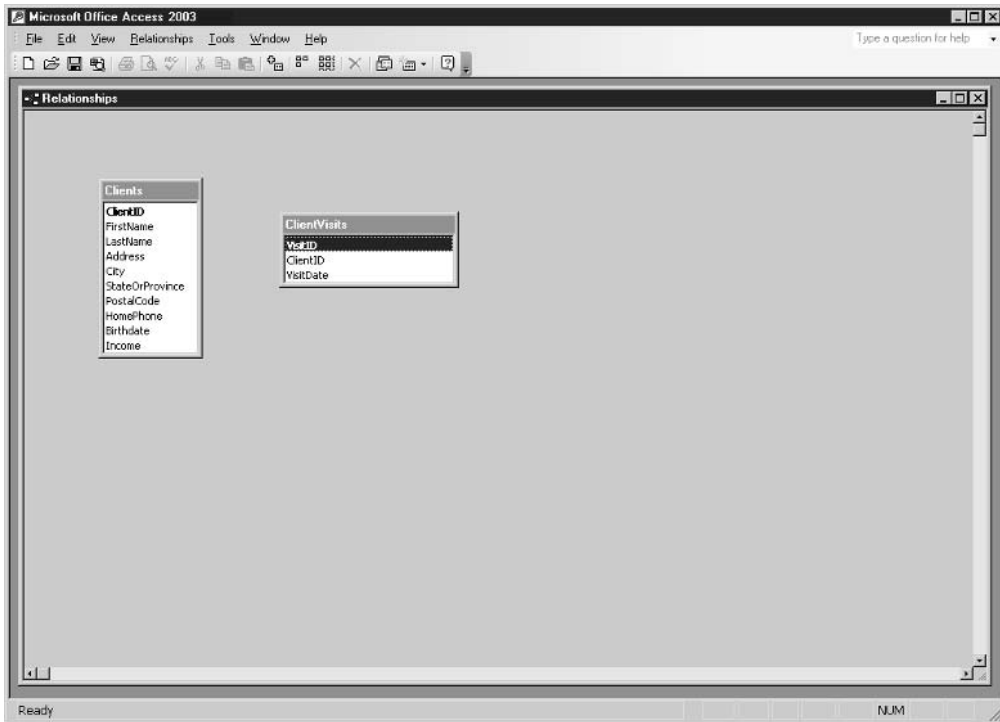 Microsoft Office Access 2003
File Edit View Relationships Tools Window Help
Type a question for help
Relationships
Clients
ClientID
FirstName
LastName
Address
City
StateOrProvince
PostalCode
HomePhone
Birthdate
Income
ClientVisits
VisitID
ClientID
VisitDate
Ready
NUM